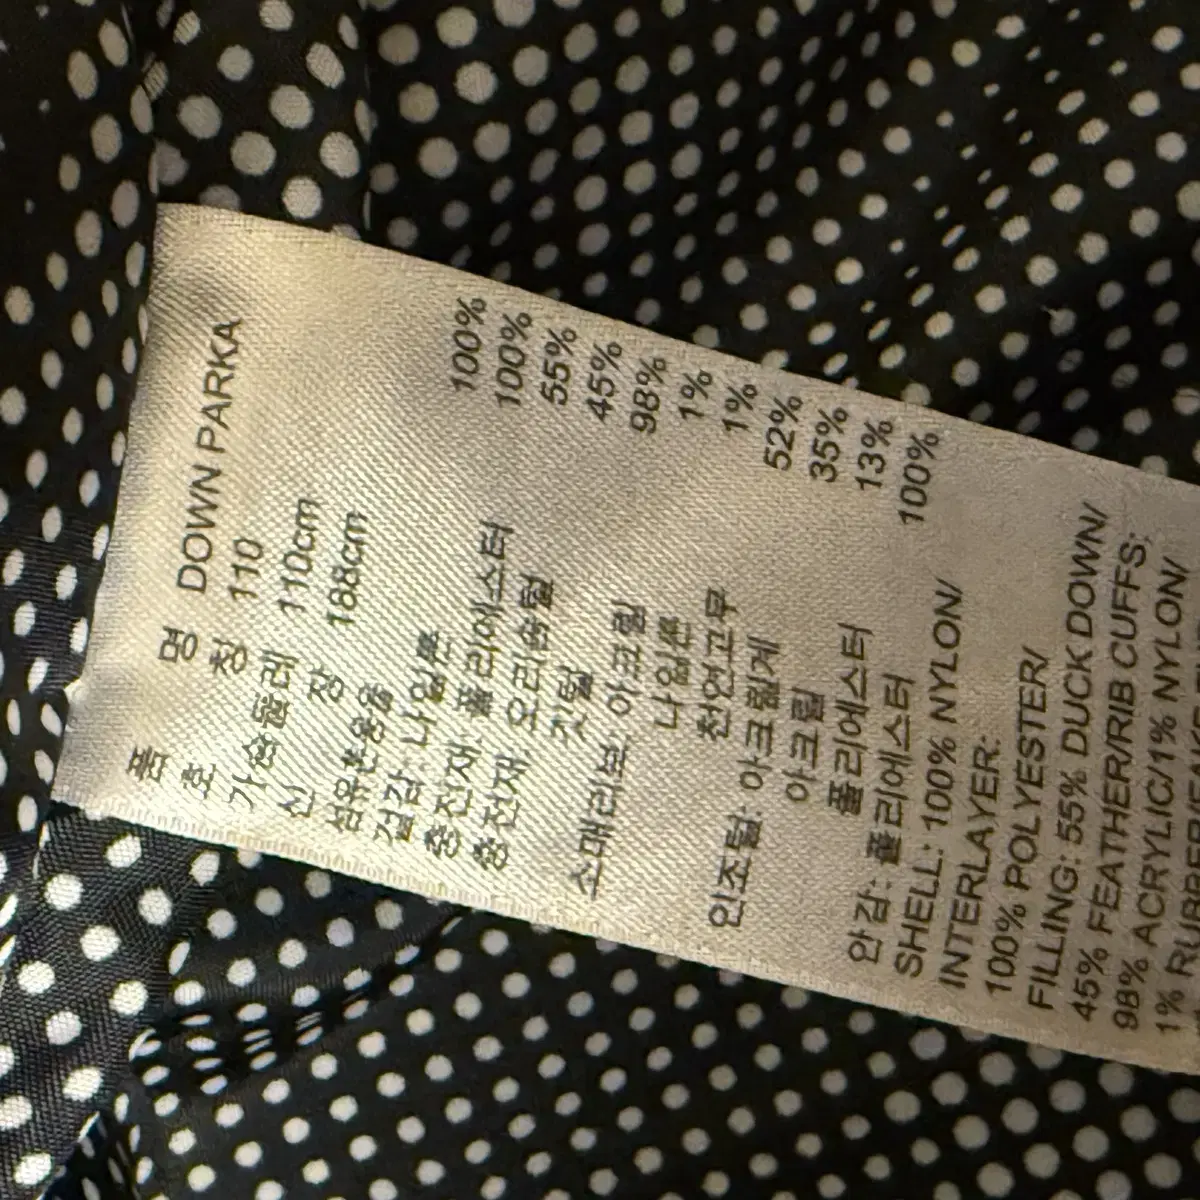 품 명 DOWN PARKA
호 칭 110
가슴둘레 110cm
신 장 188cm
섬유혼용율
겉감: 나일론 100%
충전재: 폴리에스터 100%
충전재: 오리솜털 55%
깃털 45%
소매리브: 아크릴 98%
나일론 1%
천연고무 1%
인조털: 아크릴계 52%
아크릴 35%
폴리에스터 13%
안감: 폴리에스터 100%
SHELL: 100% NYLON/
INTERLAYER:
100% POLYESTER/
FILLING: 55% DUCK DOWN/
45% FEATHER/RIB CUFFS:
98% ACRYLIC/1% NYLON/
1% RUBBER